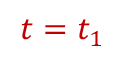 t = t₁